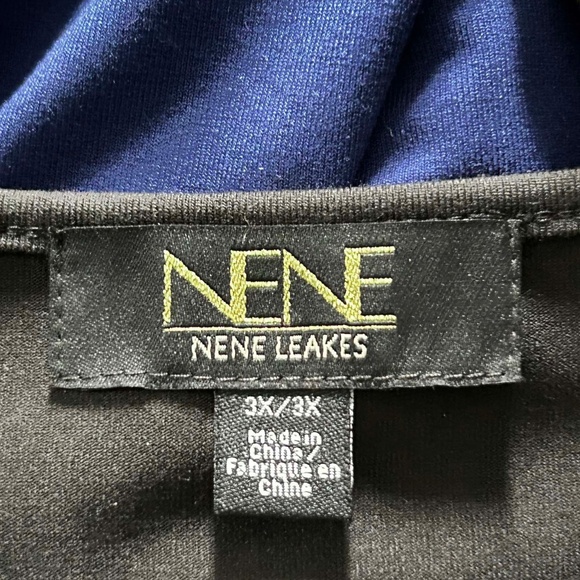 NENE
NENE LEAKES
3X/3X
Made in
China/
Fabrique en
Chine